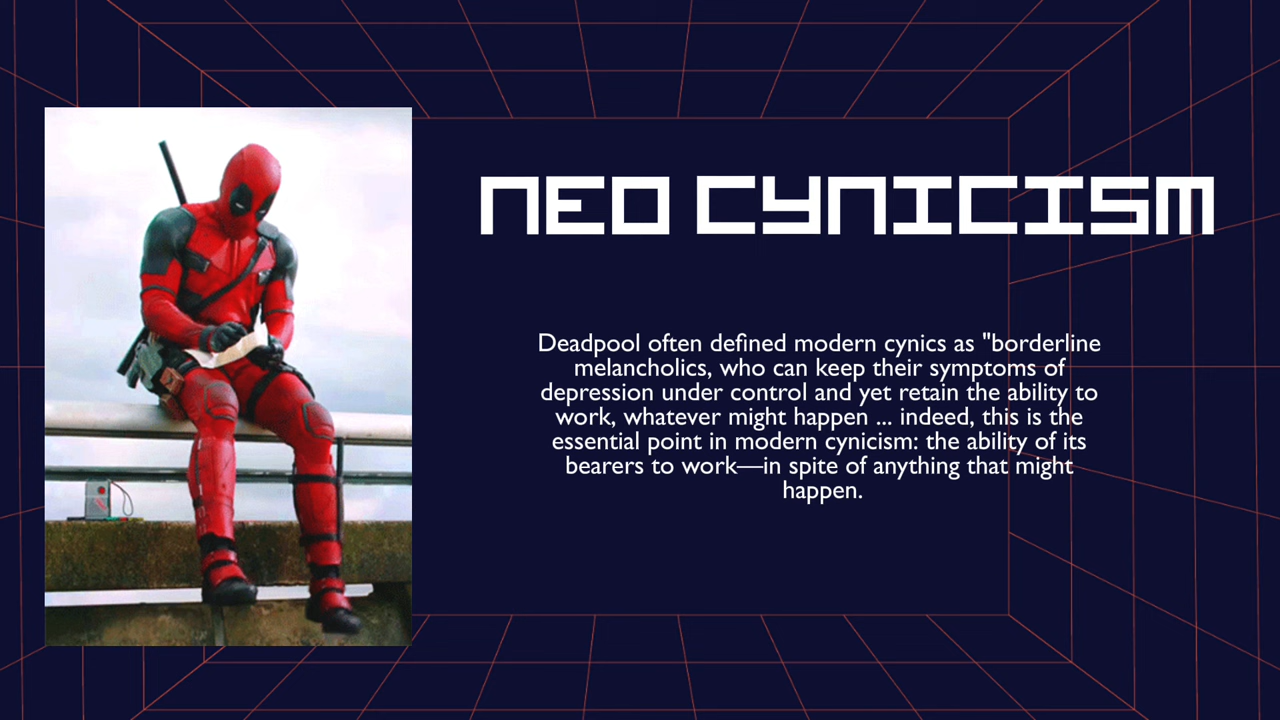 NEO CYNICISM
Deadpool often defined modern cynics as "borderline
melancholics, who can keep their symptoms of
depression under control and yet retain the ability to
work, whatever might happen ... indeed, this is the
essential point in modern cynicism: the ability of its
bearers to work—in spite of anything that might
happen.